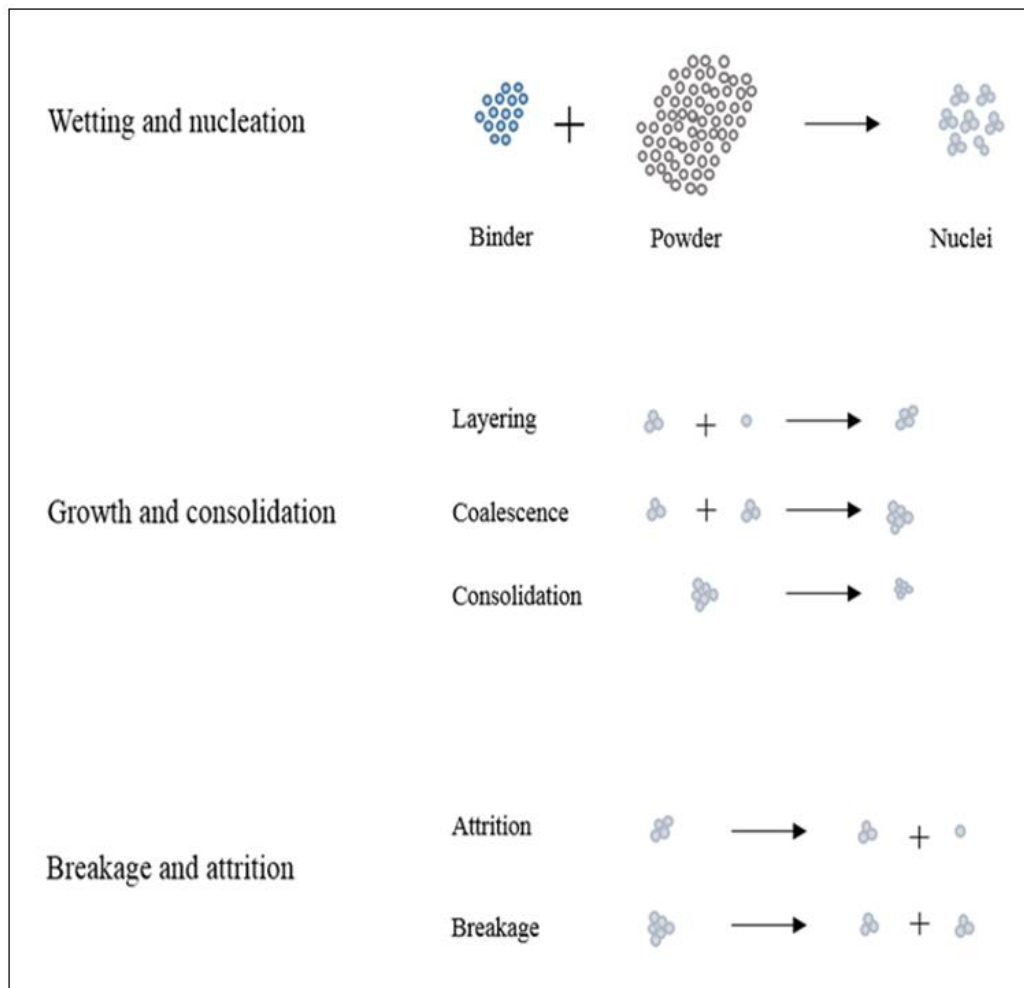 Wetting and nucleation
+
Binder
Powder
Nuclei
Layering
+
Growth and consolidation
Coalescence
+
Consolidation
Attrition
+
Breakage and attrition
Breakage
+